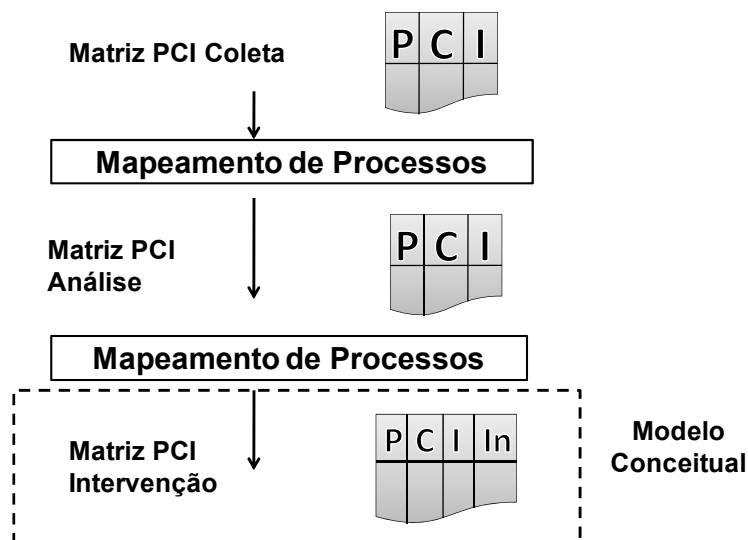 Matriz PCI Coleta
P C I
Mapeamento de Processos
Matriz PCI
Análise
P C I
Mapeamento de Processos
Matriz PCI
Intervenção
P C I In
Modelo
Conceitual